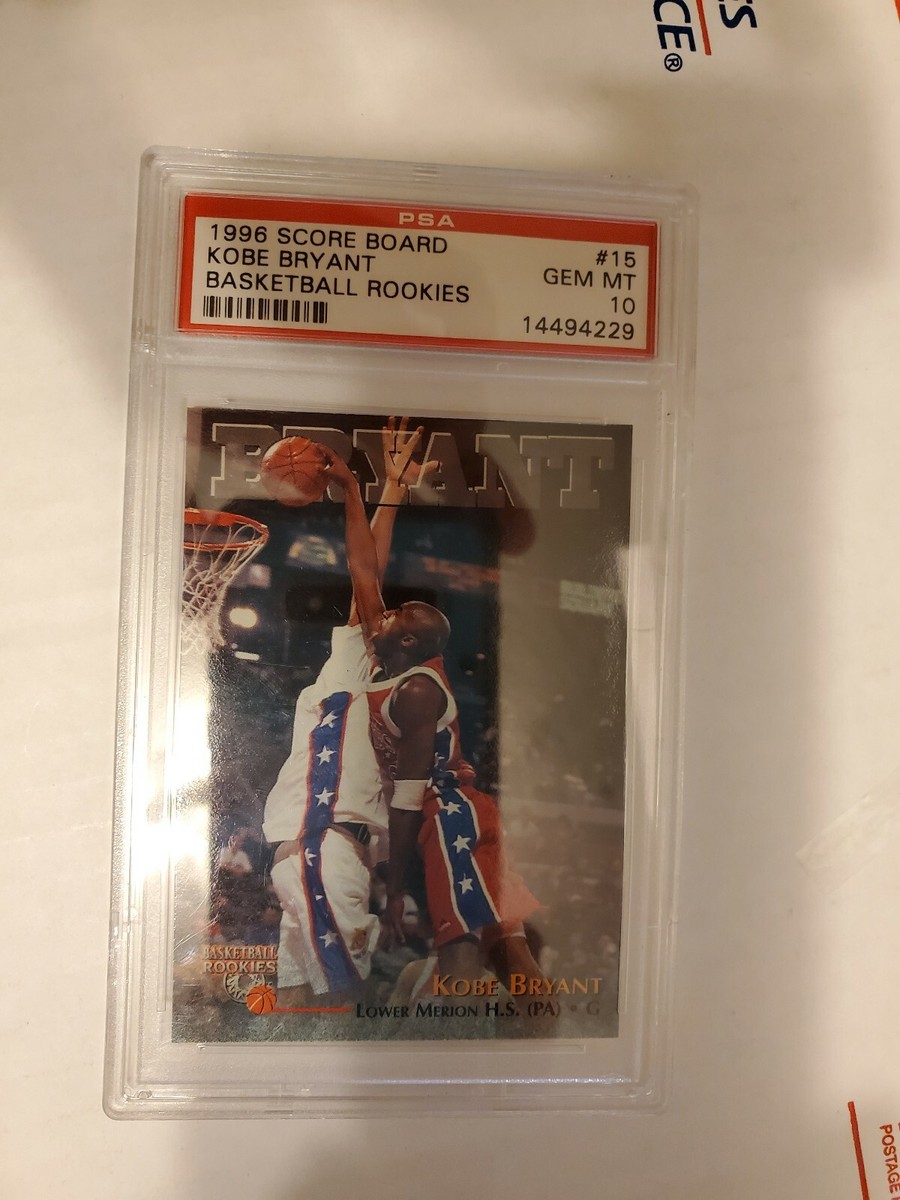 ES
CE®
PSA
1996 SCORE BOARD #15
KOBE BRYANT GEM MT
BASKETBALL ROOKIES 10
14494229
BRYANT
BASKETBALL
ROOKIES
KOBE BRYANT
LOWER MERION H.S. (PA) • G
POSTAGE